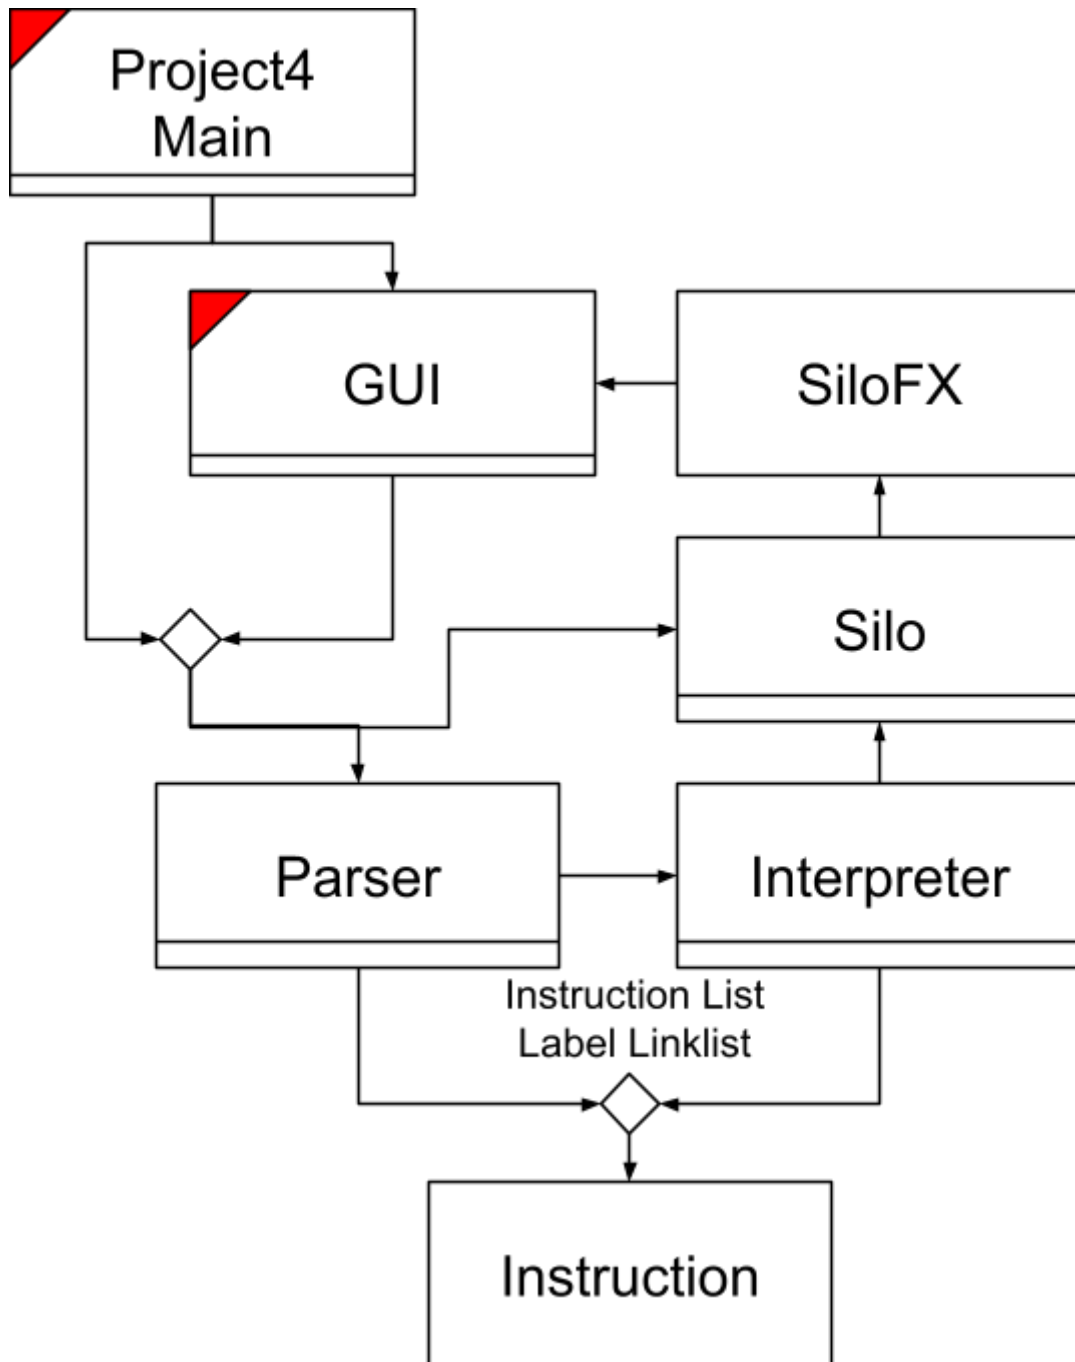 Project4
Main
GUI
SiloFX
Silo
Parser
Interpreter
Instruction List
Label Linklist
Instruction